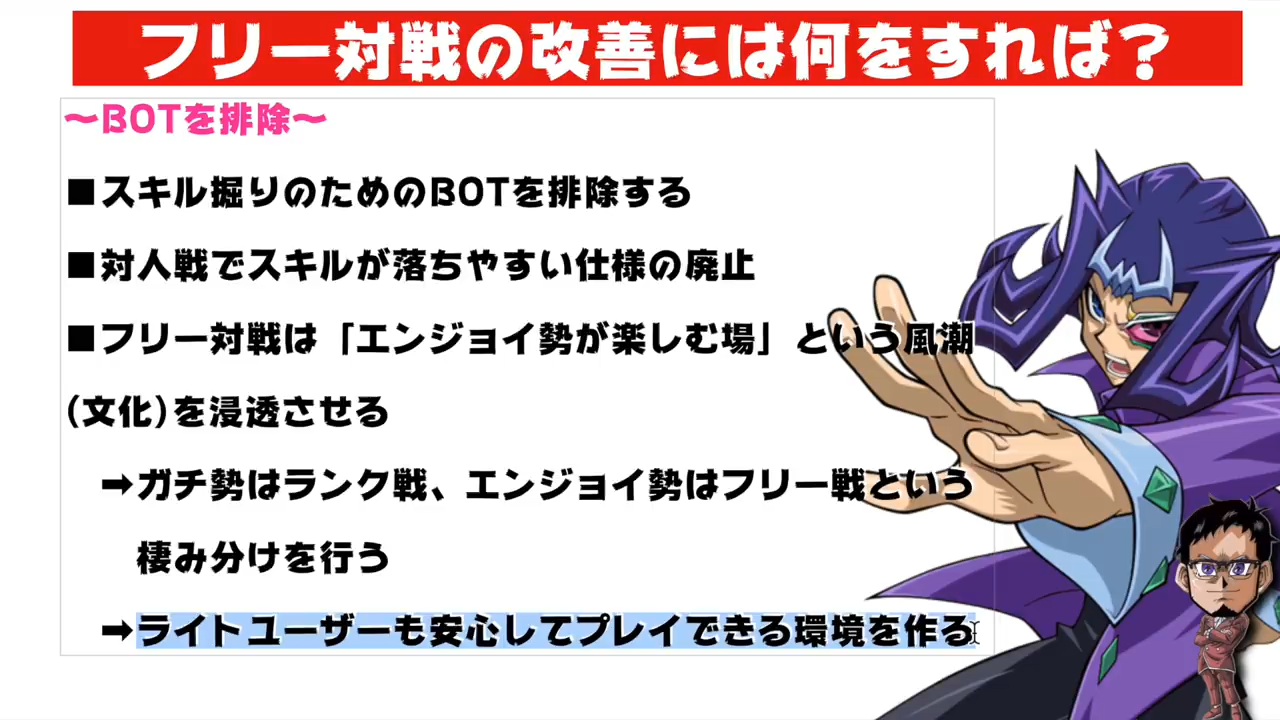 フリー対戦の改善には何をすれば？
～BOTを排除～
■スキル掘りのためのBOTを排除する
■対人戦でスキルが落ちやすい仕様の廃止
■フリー対戦は「エンジョイ勢が楽しむ場」という風潮
(文化)を浸透させる
➡ガチ勢はランク戦、エンジョイ勢はフリー戦という
棲み分けを行う
➡ライトユーザーも安心してプレイできる環境を作る